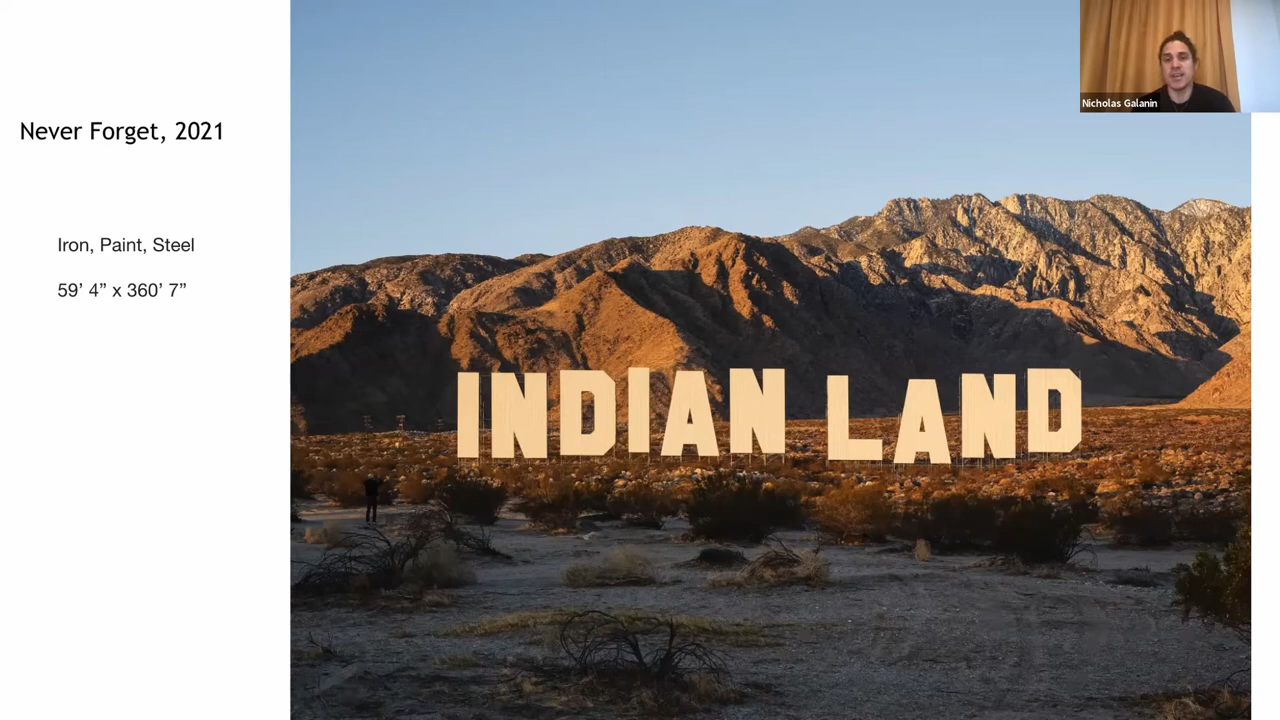 Nicholas Galanin
Never Forget, 2021
Iron, Paint, Steel
59’ 4” x 360’ 7”
INDIAN LAND